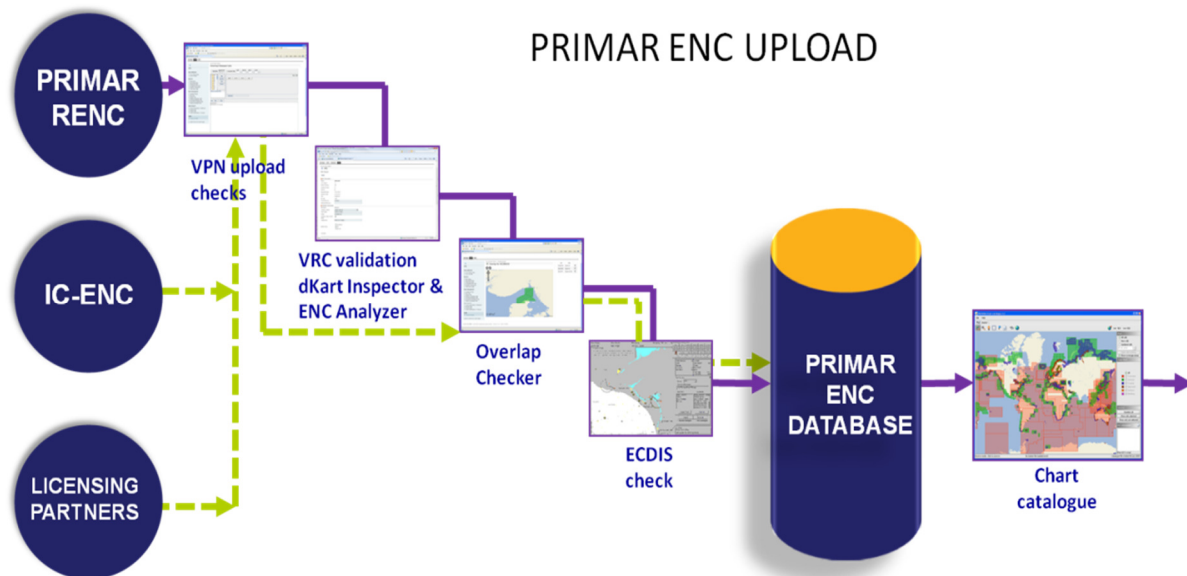 PRIMAR ENC UPLOAD
PRIMAR
RENC
VPN upload
checks
IC-ENC
VRC validation
dKart Inspector &
ENC Analyzer
Overlap
Checker
LICENSING
PARTNERS
ECDIS
check
PRIMAR
ENC
DATABASE
Chart
catalogue